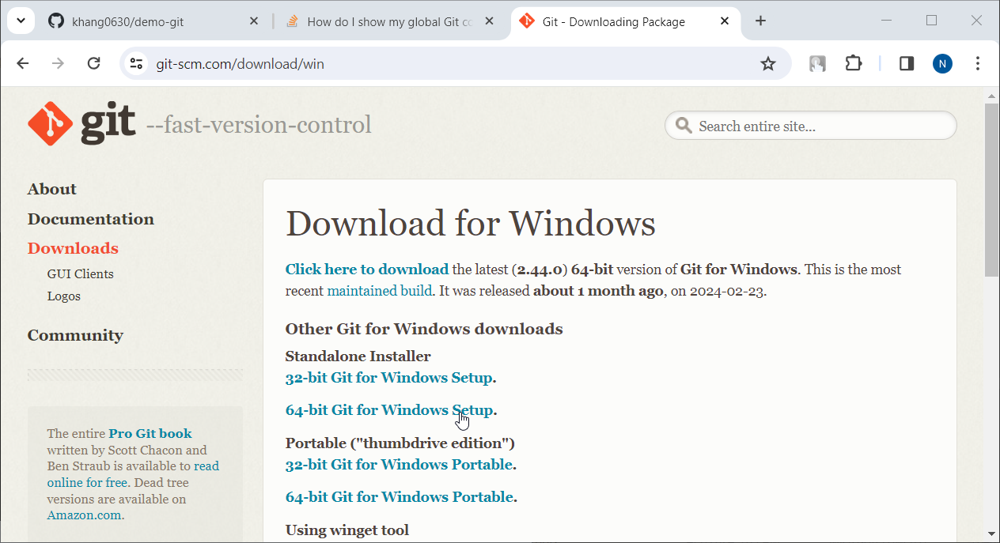 khang0630/demo-git
How do I show my global Git co
Git - Downloading Package
git-scm.com/download/win
N
git --fast-version-control
Search entire site...
About
Documentation
Downloads
GUI Clients
Logos
Community
The entire Pro Git book
written by Scott Chacon and
Ben Straub is available to read
online for free. Dead tree
versions are available on
Amazon.com.
Download for Windows
Click here to download the latest (2.44.0) 64-bit version of Git for Windows. This is the most
recent maintained build. It was released about 1 month ago, on 2024-02-23.
Other Git for Windows downloads
Standalone Installer
32-bit Git for Windows Setup.
64-bit Git for Windows Setup.
Portable ("thumbdrive edition")
32-bit Git for Windows Portable.
64-bit Git for Windows Portable.
Using winget tool